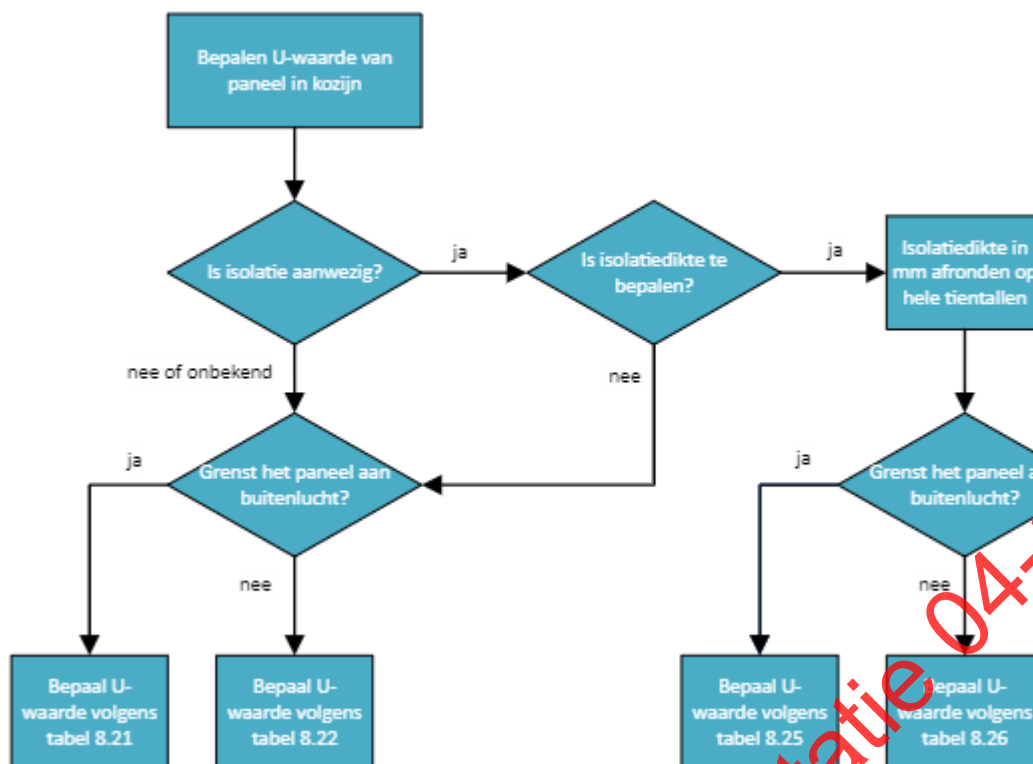 Bepalen U-waarde van
paneel in kozijn
Is isolatie aanwezig?
ja
Is isolatiedikte te
bepalen?
ja
Isolatiedikte in
mm afronden op
hele tientallen
nee of onbekend
nee
ja
Grenst het paneel aan
buitenlucht?
ja
Grenst het paneel a
buitenlucht?
nee
nee
Bepaal U-
waarde volgens
tabel 8.21
Bepaal U-
waarde volgens
tabel 8.22
Bepaal U-
waarde volgens
tabel 8.25
Bepaal U-
waarde volgens
tabel 8.26
tatie 04-